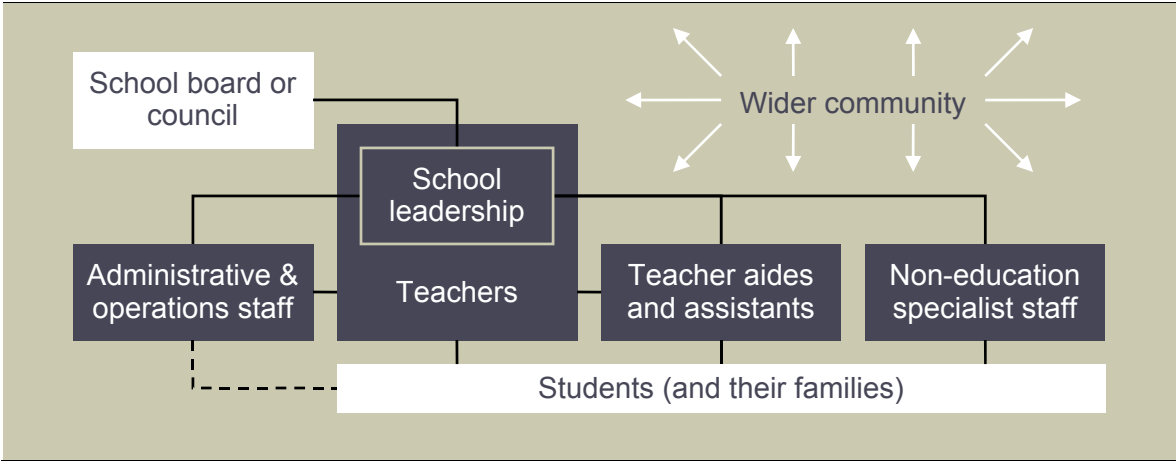 School board or
council
Wider community
School
leadership
Administrative &
operations staff
Teachers
Teacher aides
and assistants
Non-education
specialist staff
Students (and their families)